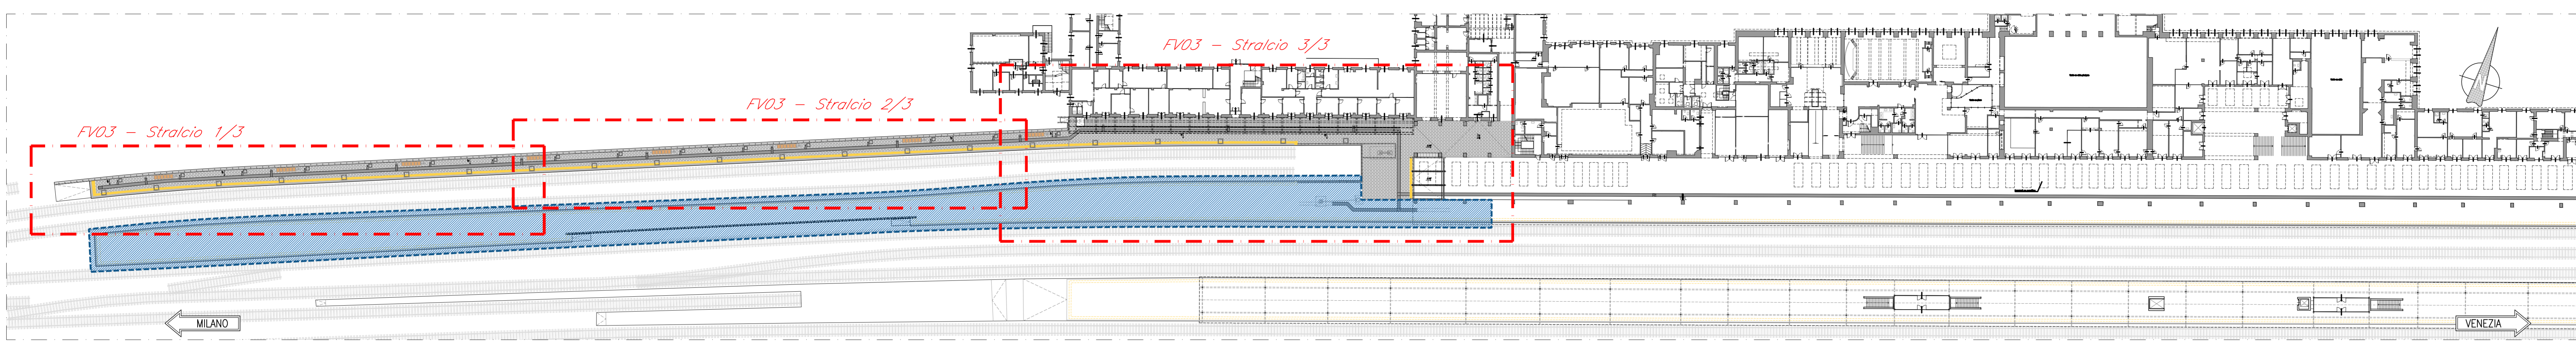 FV03 - Stralcio 3/3
FV03 - Stralcio 2/3
FV03 - Stralcio 1/3
MILANO
VENEZIA